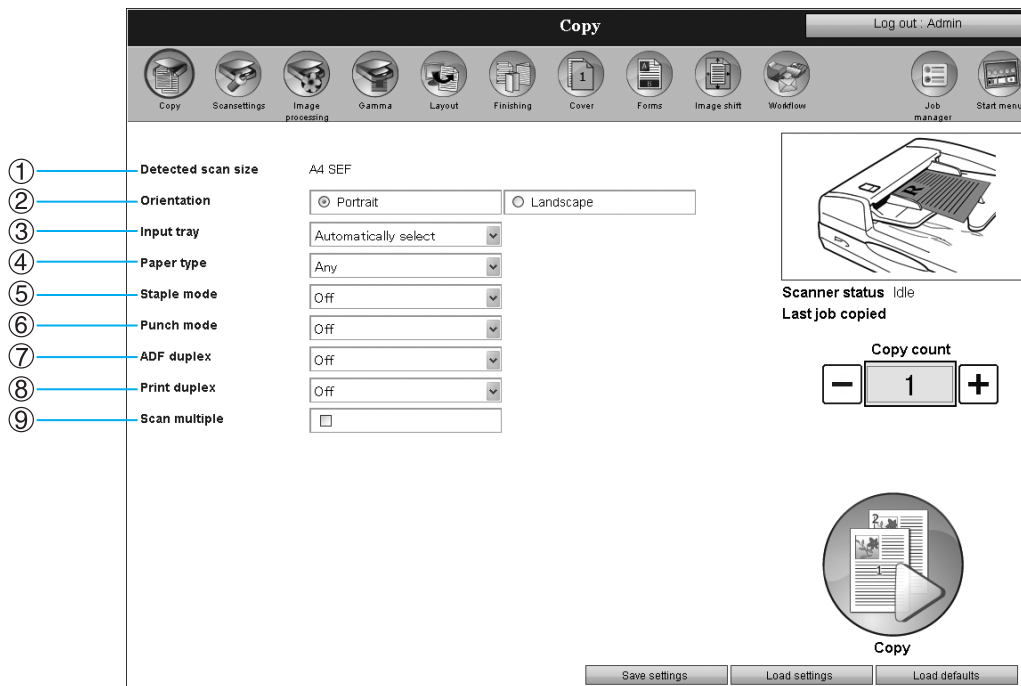 Copy
Log out : Admin
Copy
Scansettings
Image processing
Gamma
Layout
Finishing
1
Cover
A
B
Forms
Image shift
Workflow
Job manager
Start menu
① Detected scan size A4 SEF
② Orientation Portrait Landscape
③ Input tray Automatically select
④ Paper type Any
⑤ Staple mode Off
⑥ Punch mode Off
⑦ ADF duplex Off
⑧ Print duplex Off
⑨ Scan multiple
R
Scanner status Idle
Last job copied
Copy count
− 1 +
2
1
Copy
Save settings
Load settings
Load defaults